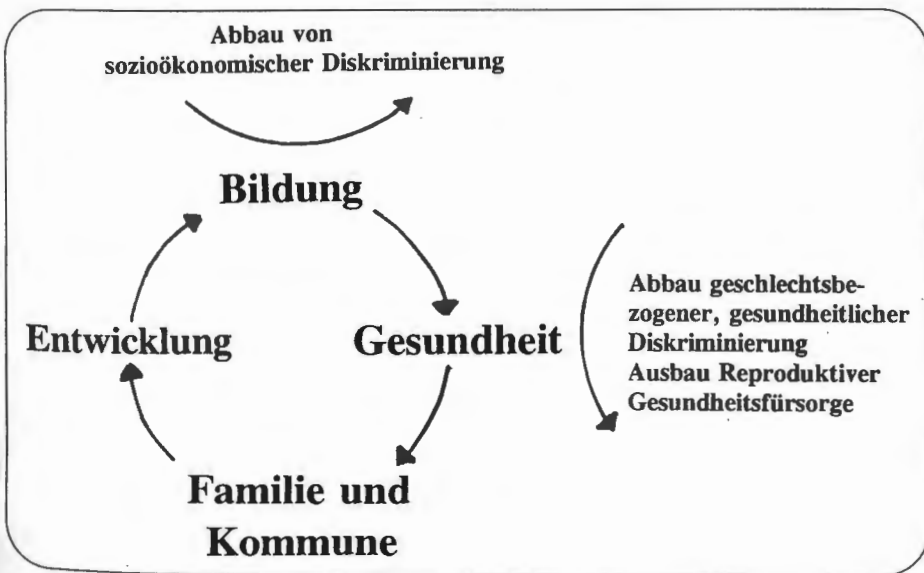 Abbau von
sozioökonomischer Diskriminierung
Bildung
Entwicklung
Gesundheit
Abbau geschlechtsbe-
zogener, gesundheitlicher
Diskriminierung
Ausbau Reproduktiver
Gesundheitsfürsorge
Familie und
Kommune